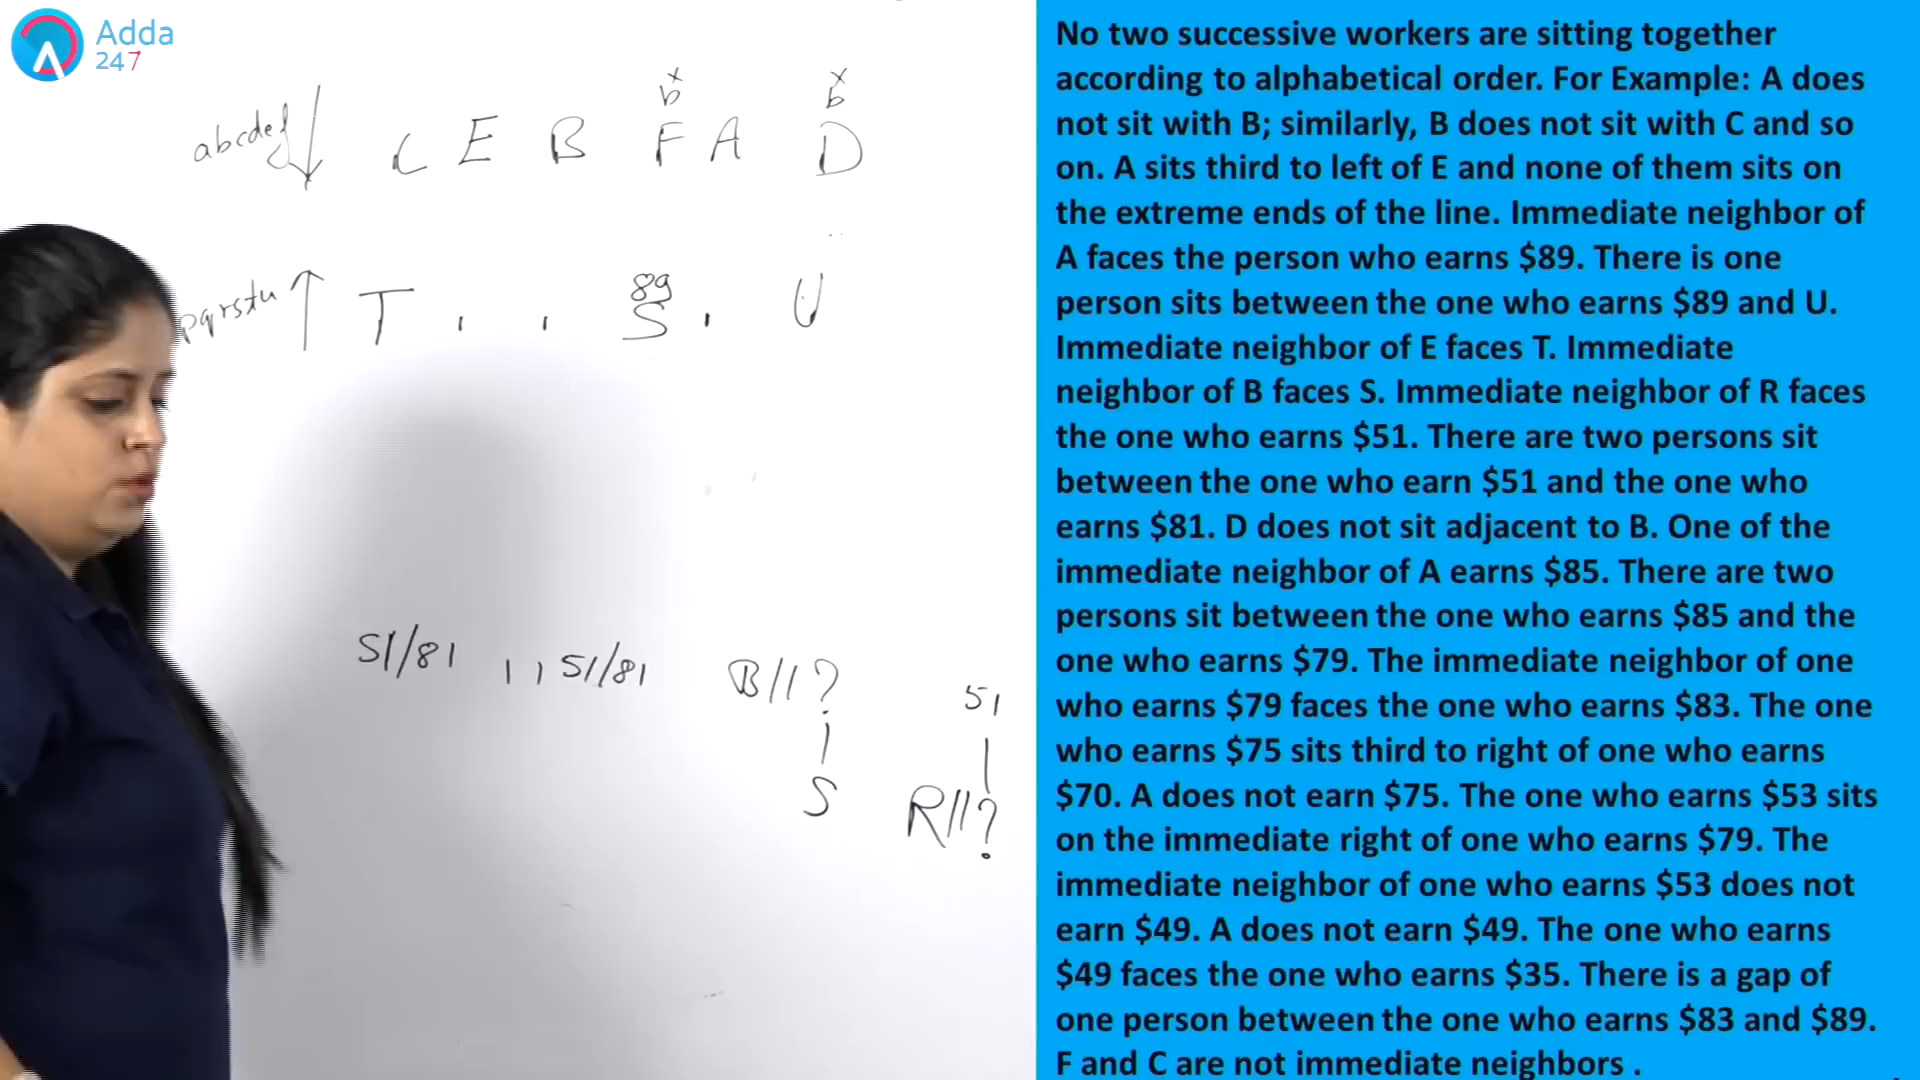 Adda
247
x x
b b
abcdef C E B F A D
89
pqrstu T S U
51//81 51//81 B//? 51
S R//?
No two successive workers are sitting together
according to alphabetical order. For Example: A does
not sit with B; similarly, B does not sit with C and so
on. A sits third to left of E and none of them sits on
the extreme ends of the line. Immediate neighbor of
A faces the person who earns $89. There is one
person sits between the one who earns $89 and U.
Immediate neighbor of E faces T. Immediate
neighbor of B faces S. Immediate neighbor of R faces
the one who earns $51. There are two persons sit
between the one who earn $51 and the one who
earns $81. D does not sit adjacent to B. One of the
immediate neighbor of A earns $85. There are two
persons sit between the one who earns $85 and the
one who earns $79. The immediate neighbor of one
who earns $79 faces the one who earns $83. The one
who earns $75 sits third to right of one who earns
$70. A does not earn $75. The one who earns $53 sits
on the immediate right of one who earns $79. The
immediate neighbor of one who earns $53 does not
earn $49. A does not earn $49. The one who earns
$49 faces the one who earns $35. There is a gap of
one person between the one who earns $83 and $89.
F and C are not immediate neighbors .